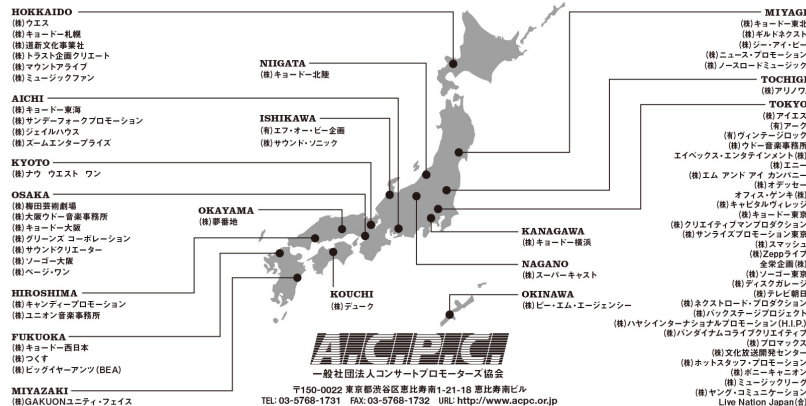 HOKKAIDO
(株)ウエス
(株)キョードー札幌
(株)道新文化事業社
(株)トラスト企画クリエート
(株)マウントアライブ
(株)ミュージックファン
AICHI
(株)キョードー東海
(株)サンデーフォークプロモーション
(株)ジェイルハウス
(株)ズームエンタープライズ
KYOTO
(株)ナウ ウエスト ワン
OSAKA
(株)梅田芸術劇場
(株)大阪ウドー音楽事務所
(株)キョードー大阪
(株)グリーンズ コーポレーション
(株)サウンドクリエーター
(株)ソーゴー大阪
(株)ページ・ワン
HIROSHIMA
(株)キャンディープロモーション
(株)ユニオン音楽事務所
FUKUOKA
(株)キョードー西日本
(株)つくす
(株)ビッグイヤーアンツ(BEA)
MIYAZAKI
(株)GAKUONユニティ・フェイス
NIIGATA
(株)キョードー北陸
ISHIKAWA
(有)エフ・オー・ビー企画
(株)サウンド・ソニック
OKAYAMA
(株)夢番地
KOUCHI
(株)デューク
KANAGAWA
(株)キョードー横浜
NAGANO
(株)スーパーキャスト
OKINAWA
(株)ピー・エム・エージェンシー
MIYAGI
(株)キョードー東北
(株)ギルドネクスト
(株)ジー・アイ・ピー
(株)ニュース・プロモーション
(株)ノースロードミュージック
TOCHIGI
(株)アリノワ
TOKYO
(株)アイエス
(有)アーク
(有)ヴィンテージロック
(株)ウドー音楽事務所
エイベックス・エンタテインメント(株)
(株)エニー
(株)エム アンド アイ カンパニー
(株)オデッセー
オフィス・ゲンキ(株)
(株)キャピタルヴィレッジ
(株)キョードー東京
(株)クリエイティブマンプロダクション
(株)サンライズプロモーション東京
(株)スマッシュ
(株)Zeppライブ
全栄企画(株)
(株)ソーゴー東京
(株)ディスクガレージ
(株)テレビ朝日
(株)ネクストロード・プロダクション
(株)バックステージプロジェクト
(株)ハヤシインターナショナルプロモーション(H.I.P.)
(株)バンダイナムコライブクリエイティブ
(株)プロマックス
(株)文化放送開発センター
(株)ホットスタッフ・プロモーション
(株)ポニーキャニオン
(株)ミュージックリーグ
(株)ヤング・コミュニケーション
Live Nation Japan(合)
A.C.P.C.
一般社団法人コンサートプロモーターズ協会
〒150-0022 東京都渋谷区恵比寿南1-21-18 恵比寿南ビル
TEL: 03-5768-1731 FAX: 03-5768-1732 URL: http://www.acpc.or.jp